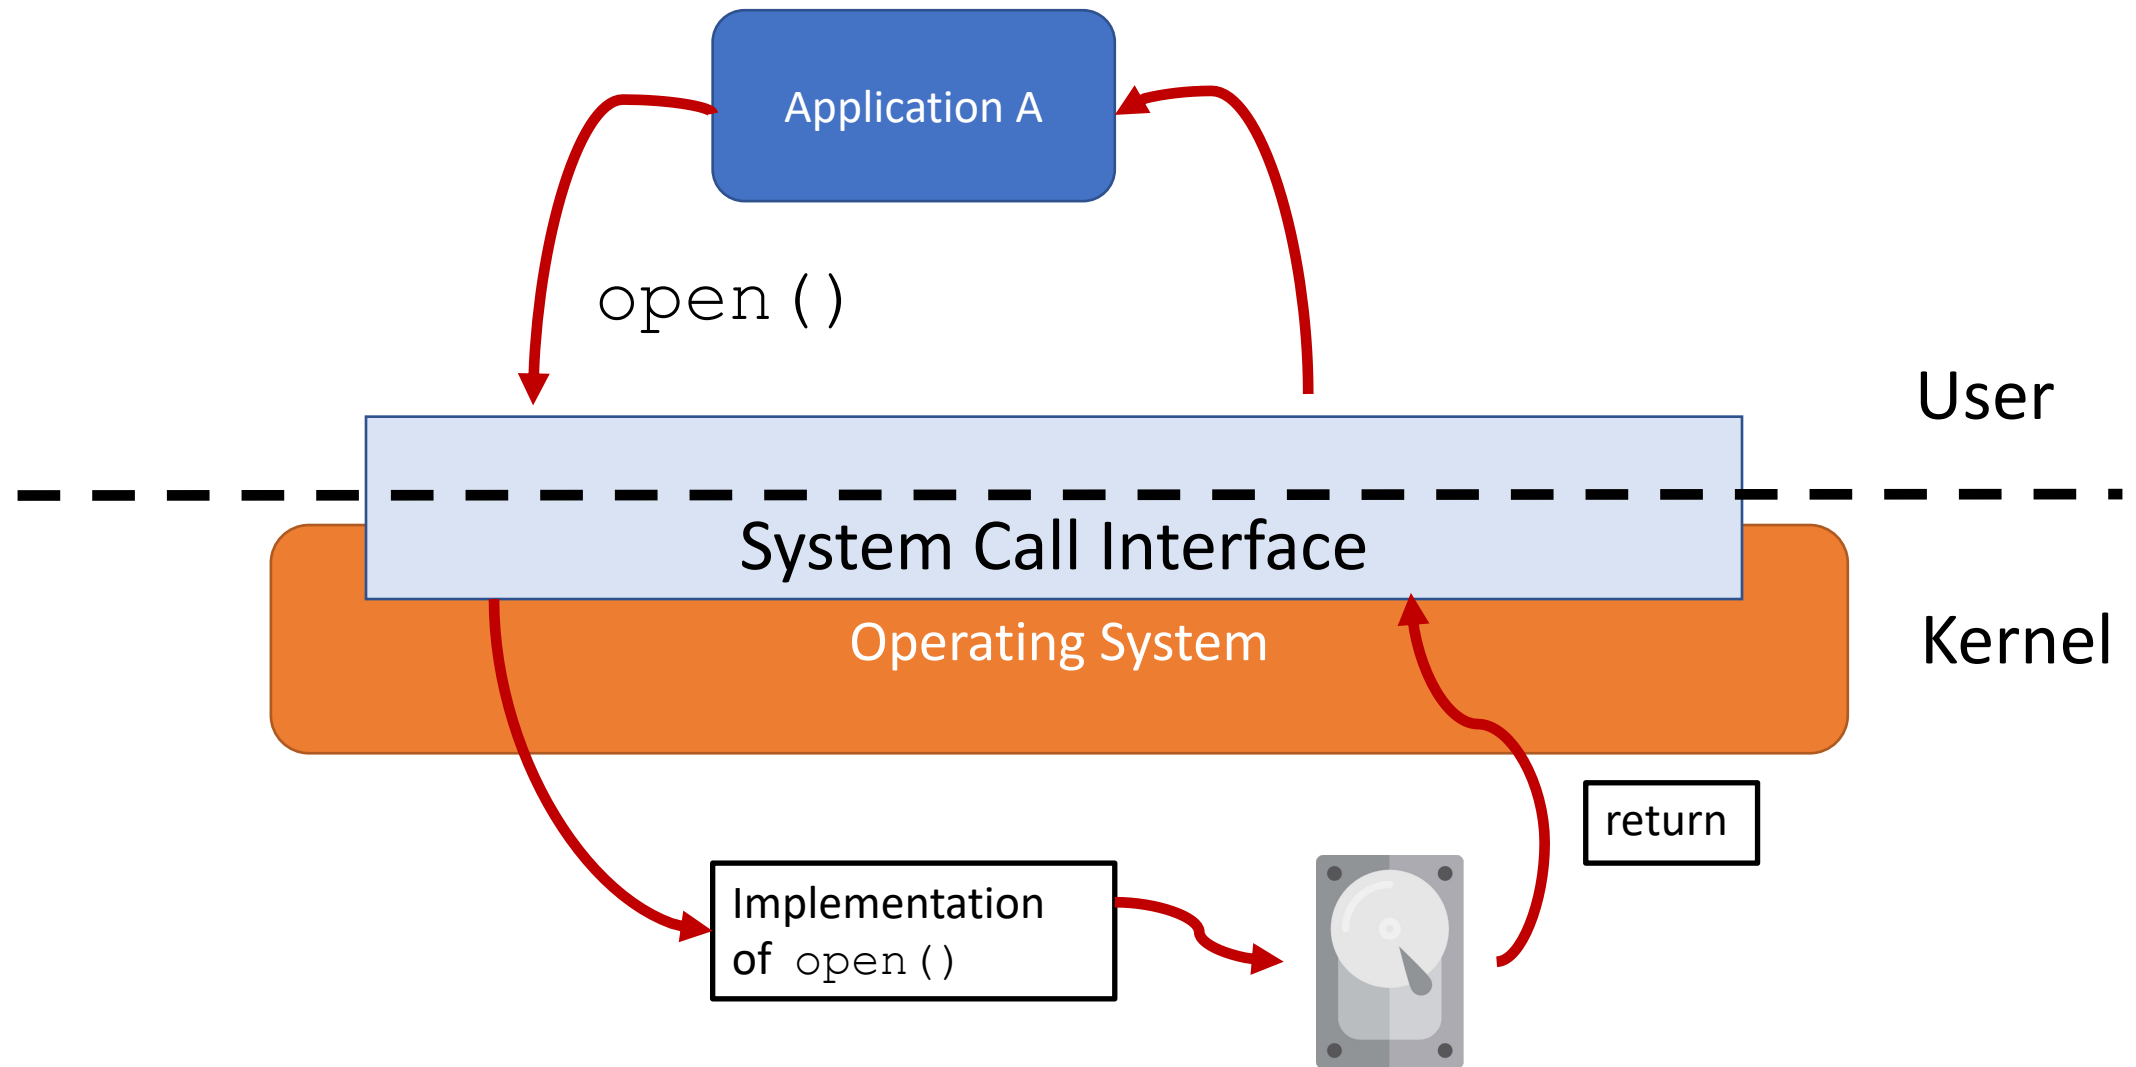 Application A
open()
User
System Call Interface
Operating System
Kernel
return
Implementation
of open()